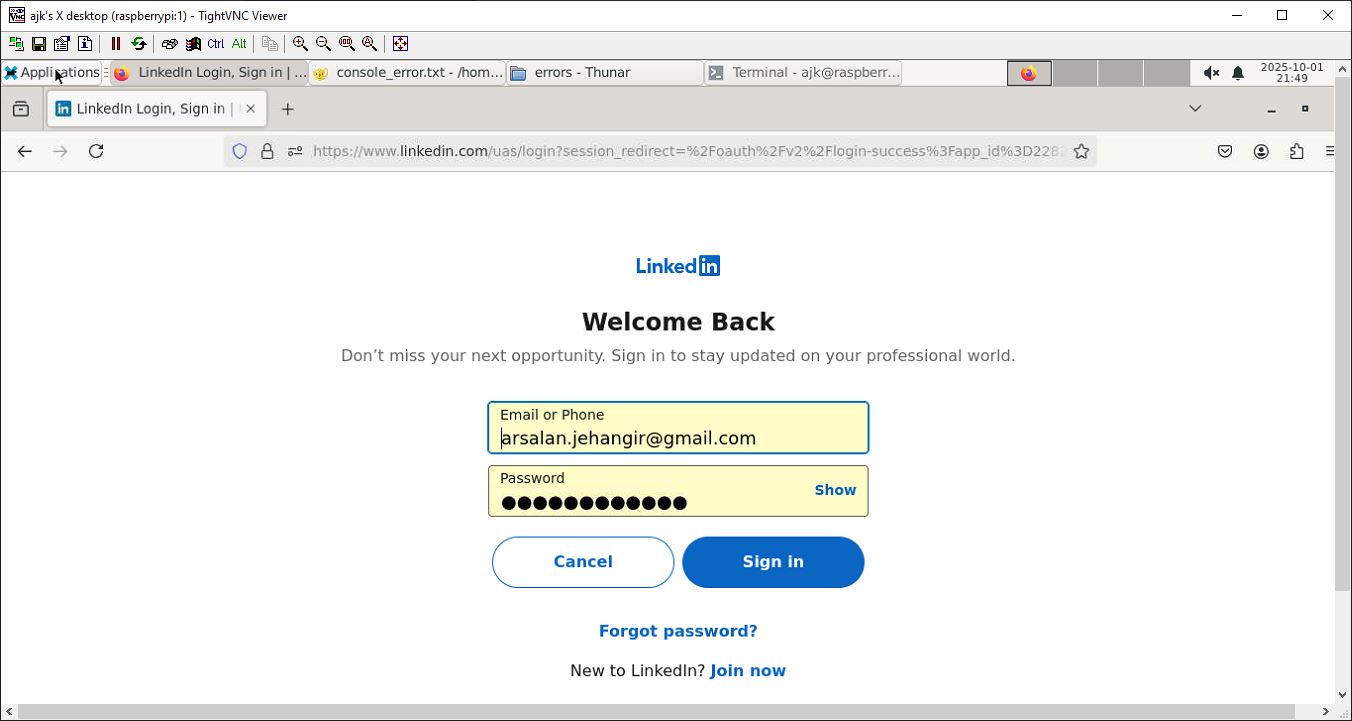 ajk's X desktop (raspberrypi:1) - TightVNC Viewer
Ctrl Alt
Applications LinkedIn Login, Sign in | ... console_error.txt - /hom... errors - Thunar Terminal - ajk@raspberr... 2025-10-01
21:49
LinkedIn Login, Sign in |
https://www.linkedin.com/uas/login?session_redirect=%2Foauth%2Fv2%2Flogin-success%3Fapp_id%3D2282
Linked in
Welcome Back
Don’t miss your next opportunity. Sign in to stay updated on your professional world.
Email or Phone
arsalan.jehangir@gmail.com
Password
Show
Cancel Sign in
Forgot password?
New to LinkedIn? Join now